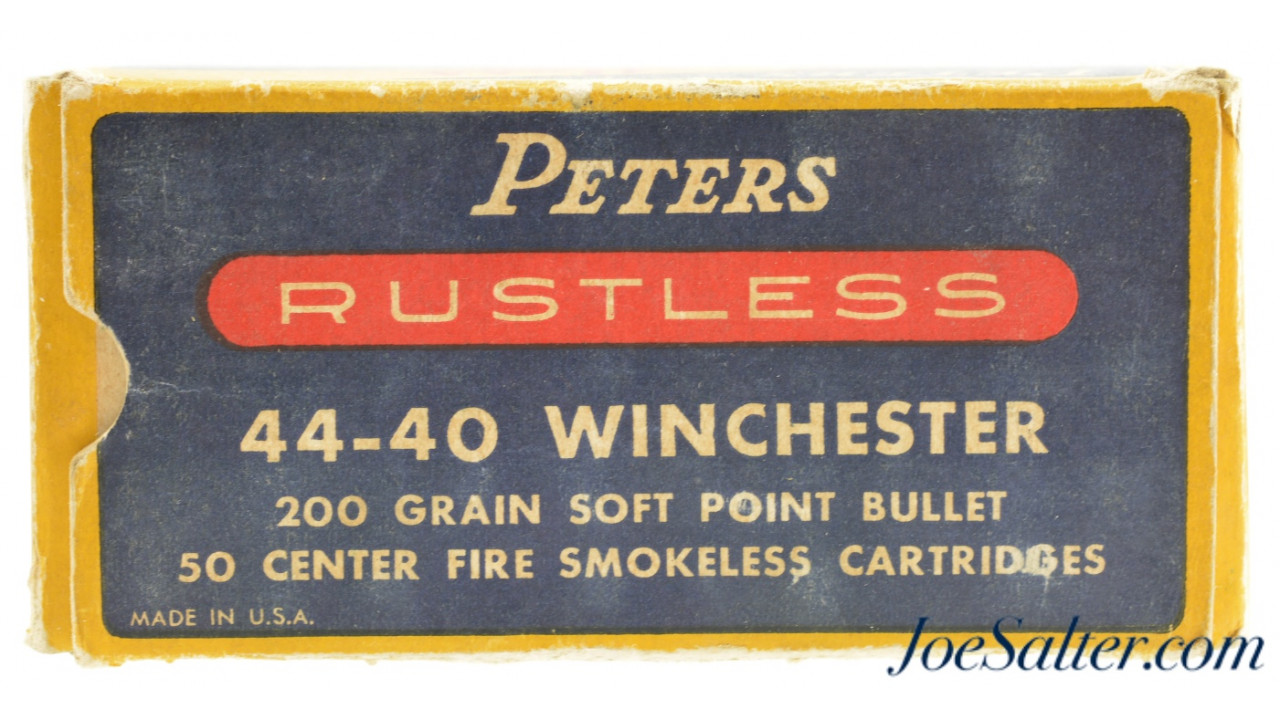 PETERS
RUSTLESS
44-40 WINCHESTER
200 GRAIN SOFT POINT BULLET
50 CENTER FIRE SMOKELESS CARTRIDGES
MADE IN U.S.A.
JoeSalter.com